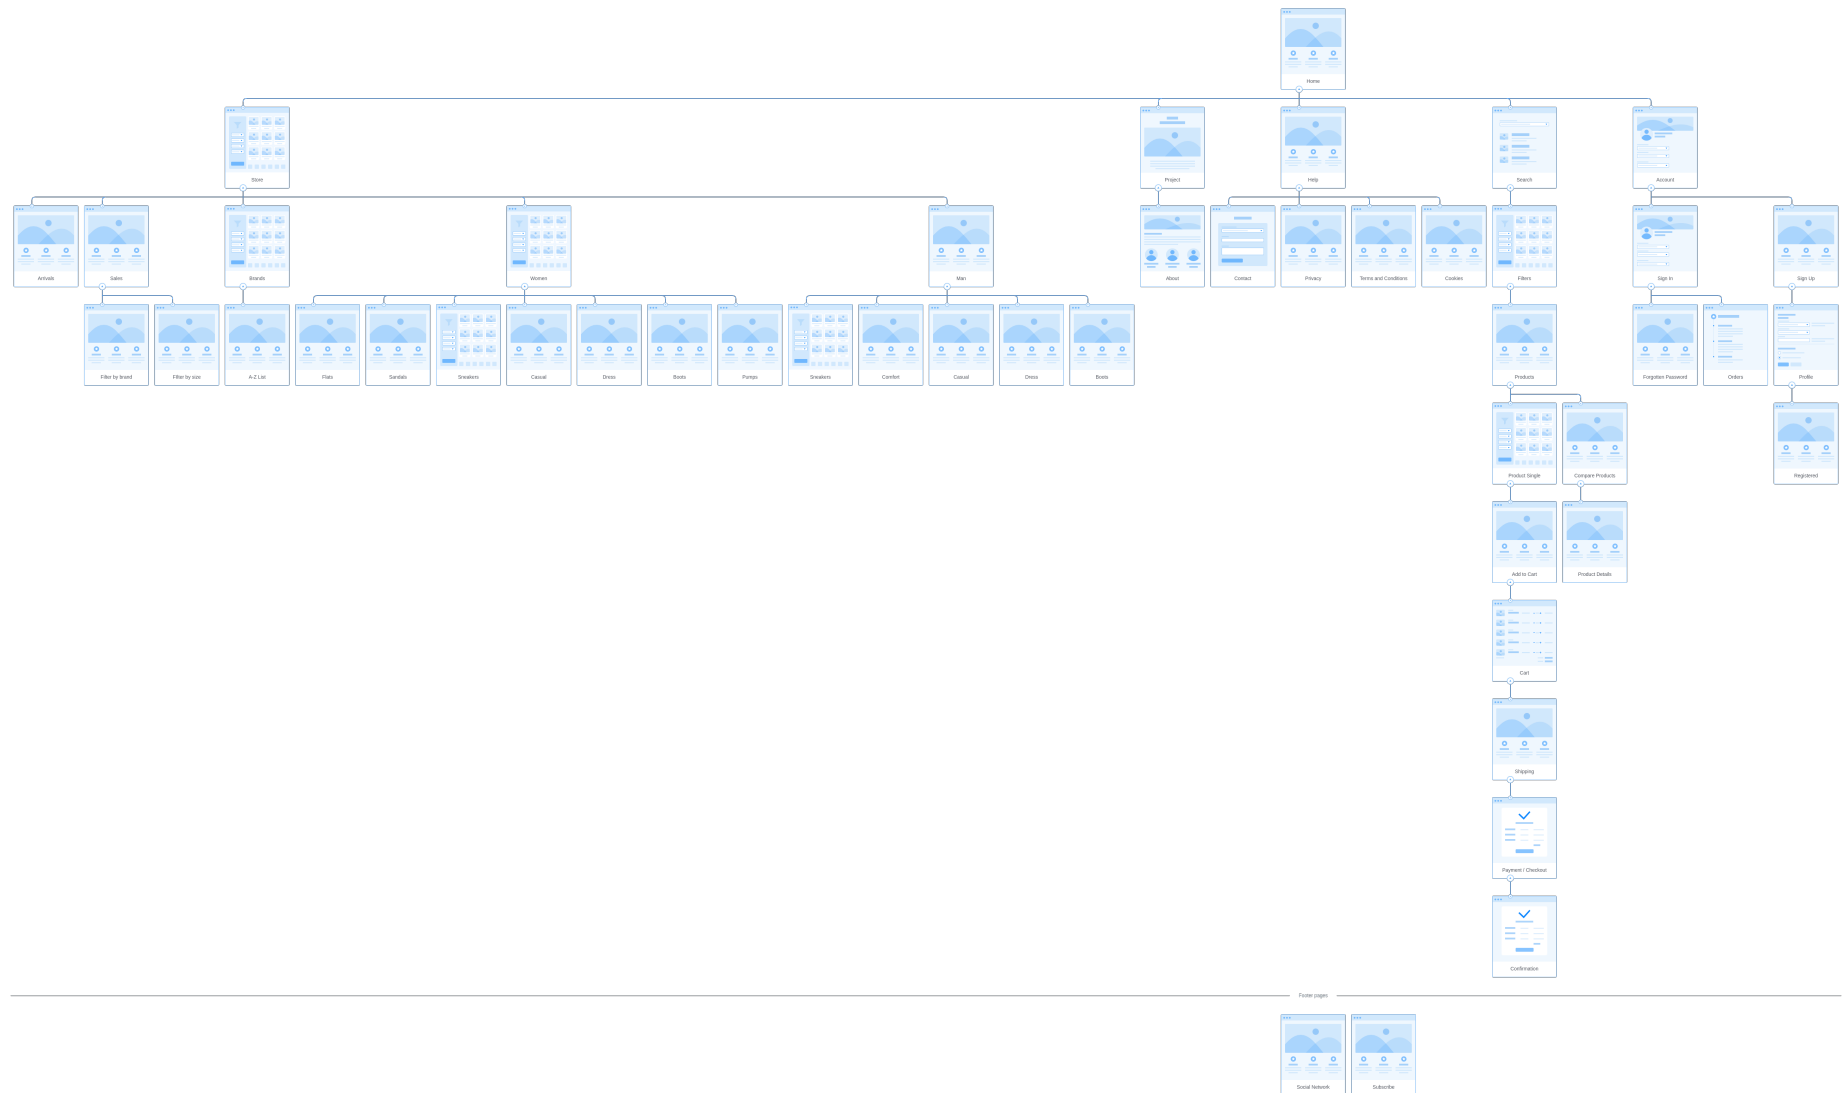 Home
Store
Project
Help
Search
Account
Arrivals
Sales
Brands
Women
Man
About
Contact
Privacy
Terms and Conditions
Cookies
Filters
Sign In
Sign Up
Filter by brand
Filter by size
A-Z List
Flats
Sandals
Sneakers
Casual
Dress
Boots
Pumps
Sneakers
Comfort
Casual
Dress
Boots
Products
Forgotten Password
Orders
Profile
Product Single
Compare Products
Registered
Add to Cart
Product Details
Cart
Shipping
Payment / Checkout
Confirmation
Footer pages
Social Network
Subscribe